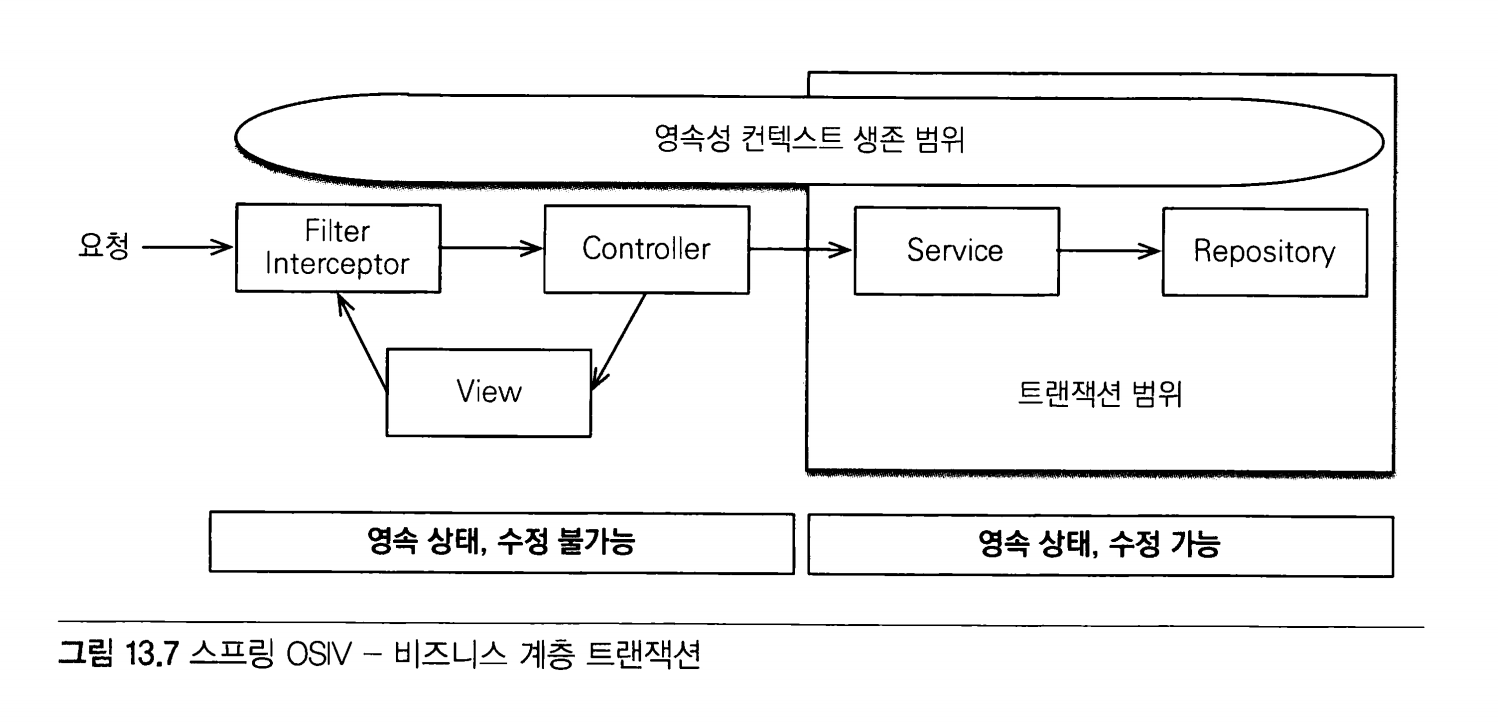 영속성 컨텍스트 생존 범위
요청
Filter
Interceptor
Controller
Service
Repository
View
트랜잭션 범위
영속 상태, 수정 불가능
영속 상태, 수정 가능
그림 13.7 스프링 OSIV – 비즈니스 계층 트랜잭션